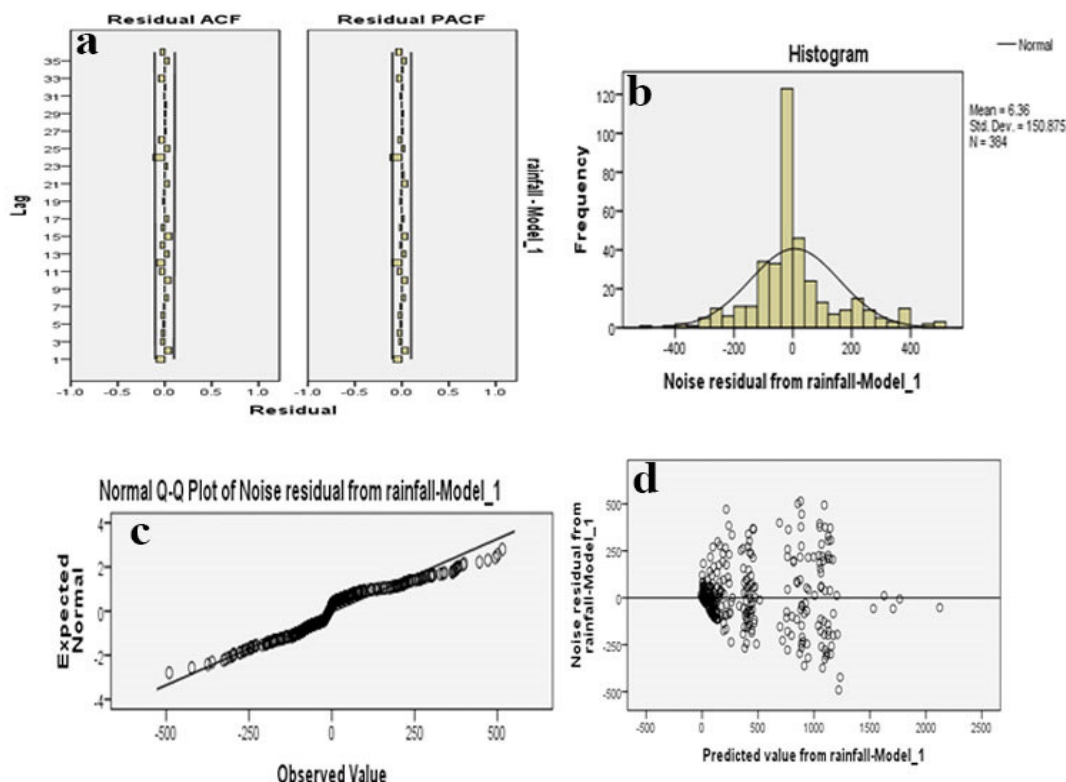 a
Residual ACF
Residual PACF
Lag
35
33
31
29
27
25
23
21
19
17
15
13
11
9
7
5
3
1
-1.0 -0.5 0.0 0.5 1.0
-1.0 -0.5 0.0 0.5 1.0
Residual
rainfall - Model_1
b
Histogram
Normal
Mean = 6.36
Std. Dev. = 150.875
N = 384
Frequency
120
100
80
60
40
20
0
-400 -200 0 200 400
Noise residual from rainfall-Model_1
Normal Q-Q Plot of Noise residual from rainfall-Model_1
c
Expected
Normal
4
2
0
-2
-4
-500 -250 0 250 500
Observed Value
d
Noise residual from
rainfall-Model_1
500
250
0
-250
-500
-500 0 500 1000 1500 2000 2500
Predicted value from rainfall-Model_1